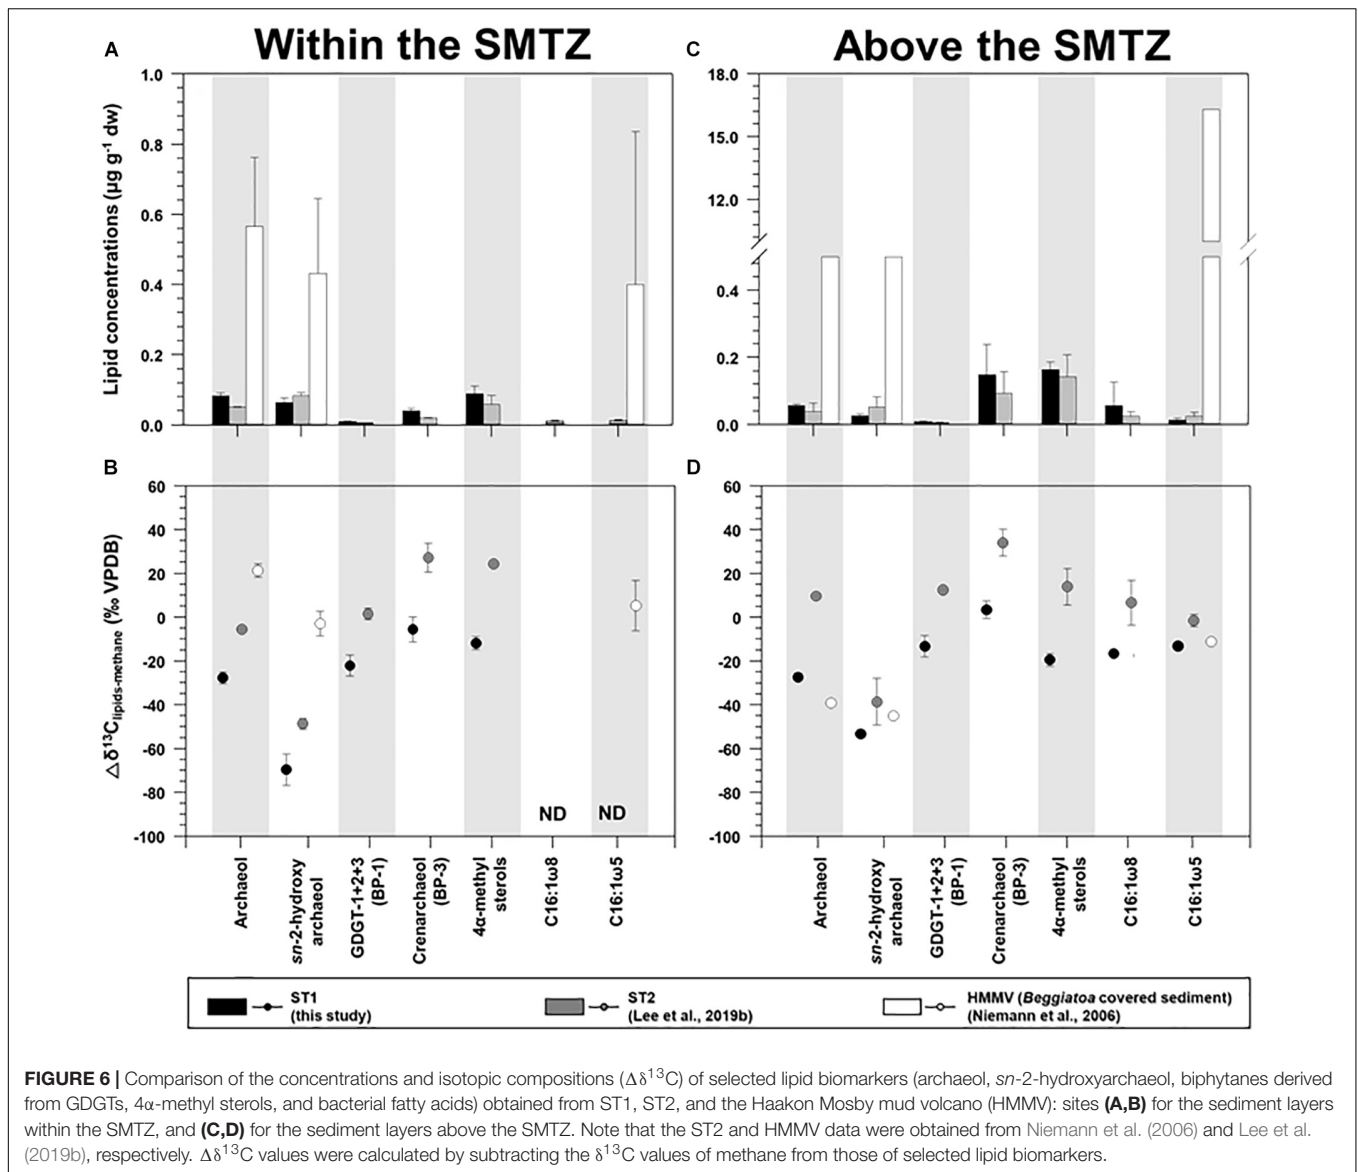 Within the SMTZ
Above the SMTZ
A
Lipid concentrations (µg g⁻¹ dw)
1.0
0.8
0.6
0.4
0.2
0.0
C
18.0
15.0
12.0
0.4
0.2
0.0
B
△δ¹³Clipids-methane (‰ VPDB)
60
40
20
0
-20
-40
-60
-80
-100
ND
ND
D
60
40
20
0
-20
-40
-60
-80
-100
Archaeol
sn-2-hydroxy
archaeol
GDGT-1+2+3
(BP-1)
Crenarchaeol
(BP-3)
4α-methyl
sterols
C16:1ω8
C16:1ω5
Archaeol
sn-2-hydroxy
archaeol
GDGT-1+2+3
(BP-1)
Crenarchaeol
(BP-3)
4α-methyl
sterols
C16:1ω8
C16:1ω5
ST1
(this study)
ST2
(Lee et al., 2019b)
HMMV (Beggiatoa covered sediment)
(Niemann et al., 2006)
FIGURE 6 | Comparison of the concentrations and isotopic compositions (Δδ¹³C) of selected lipid biomarkers (archaeol, sn-2-hydroxyarchaeol, biphytanes derived
from GDGTs, 4α-methyl sterols, and bacterial fatty acids) obtained from ST1, ST2, and the Haakon Mosby mud volcano (HMMV): sites (A,B) for the sediment layers
within the SMTZ, and (C,D) for the sediment layers above the SMTZ. Note that the ST2 and HMMV data were obtained from Niemann et al. (2006) and Lee et al.
(2019b), respectively. Δδ¹³C values were calculated by subtracting the δ¹³C values of methane from those of selected lipid biomarkers.